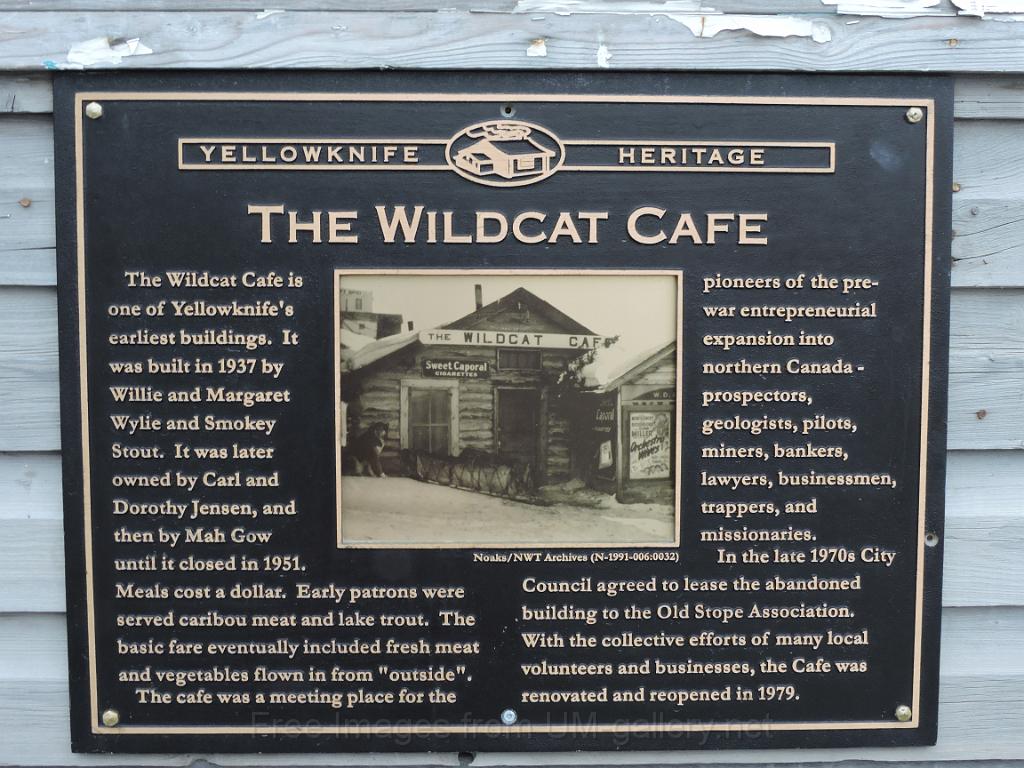 YELLOWKNIFE HERITAGE
THE WILDCAT CAFE
The Wildcat Cafe is
one of Yellowknife's
earliest buildings. It
was built in 1937 by
Willie and Margaret
Wylie and Smokey
Stout. It was later
owned by Carl and
Dorothy Jensen, and
then by Mah Gow
until it closed in 1951.
Meals cost a dollar. Early patrons were
served caribou meat and lake trout. The
basic fare eventually included fresh meat
and vegetables flown in from "outside".
The cafe was a meeting place for the
THE WILDCAT CAFE
Sweet Caporal
CIGARETTES
W.D.
Orchestra
Wives
Noaks/NWT Archives (N-1991-006:0032)
pioneers of the pre-
war entrepreneurial
expansion into
northern Canada -
prospectors,
geologists, pilots,
miners, bankers,
lawyers, businessmen,
trappers, and
missionaries.
In the late 1970s City
Council agreed to lease the abandoned
building to the Old Stope Association.
With the collective efforts of many local
volunteers and businesses, the Cafe was
renovated and reopened in 1979.
Free Images from UM-gallery.net